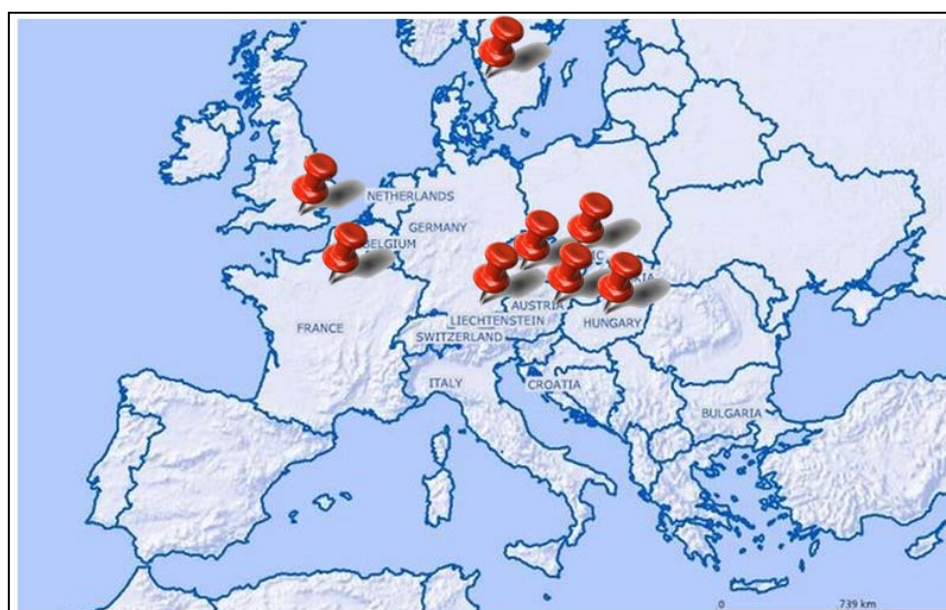 NETHERLANDS
GERMANY
BELGIUM
AUSTRIA
LIECHTENSTEIN
HUNGARY
FRANCE
SWITZERLAND
ITALY
CROATIA
BULGARIA
0 739 km